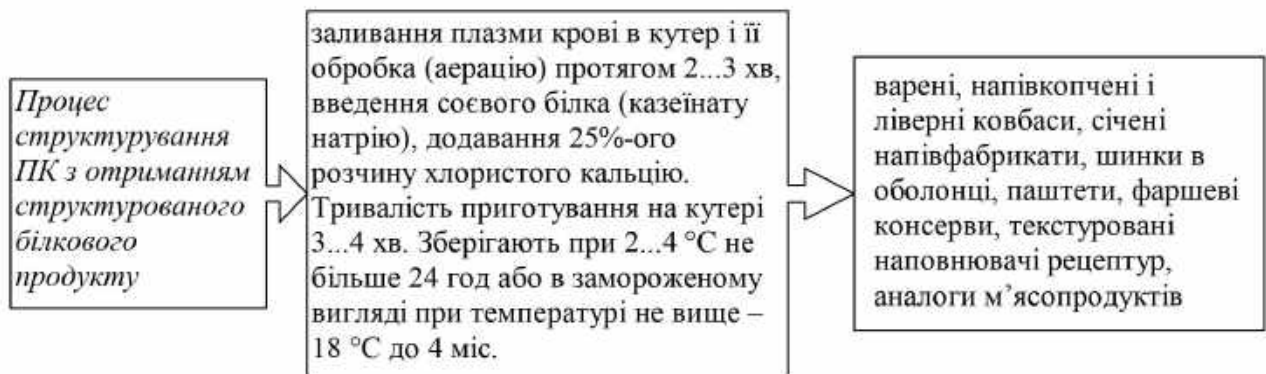 Процес
структурування
ПК з отриманням
структурованого
білкового
продукту
заливання плазми крові в кутер і її
обробка (аерацію) протягом 2...3 хв,
введення соєвого білка (казеїнату
натрію), додавання 25%-ого
розчину хлористого кальцію.
Тривалість приготування на кутері
3...4 хв. Зберігають при 2...4 °С не
більше 24 год або в замороженому
вигляді при температурі не вище –
18 °С до 4 міс.
варені, напівкопчені і
ліверні ковбаси, січені
напівфабрикати, шинки в
оболонці, паштети, фаршеві
консерви, текстуровані
наповнювачі рецептур,
аналоги м’ясопродуктів